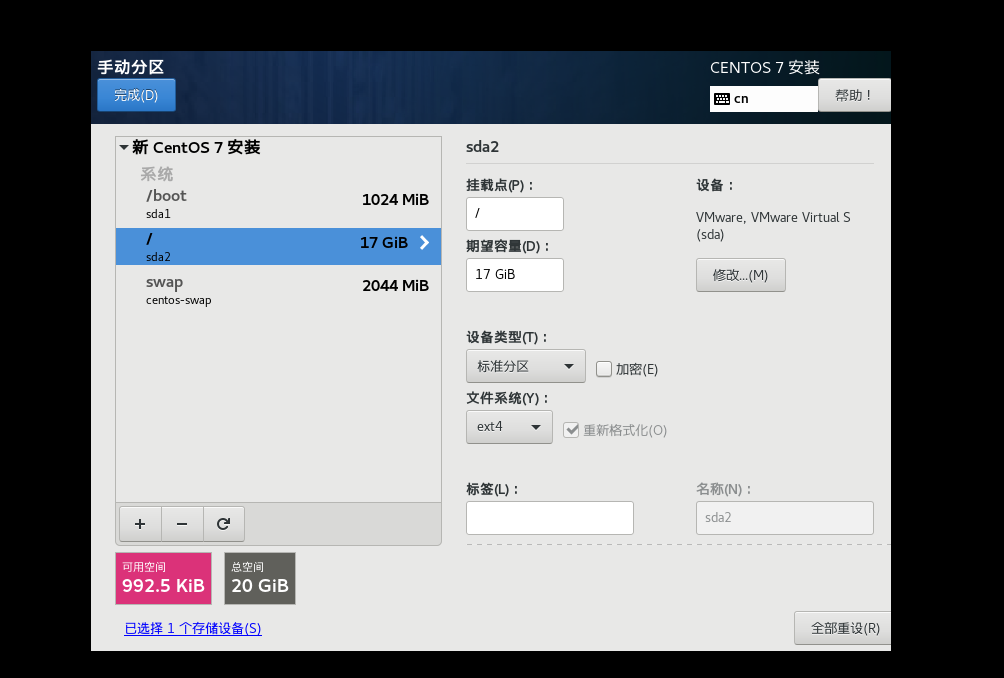 手动分区
CENTOS 7 安装
完成(D)
cn
帮助！
新 CentOS 7 安装
系统
/boot
1024 MiB
sda1
/
17 GiB
sda2
swap
2044 MiB
centos-swap
sda2
挂载点(P)：
/
期望容量(D)：
17 GiB
设备：
VMware, VMware Virtual S
(sda)
修改...(M)
设备类型(T)：
标准分区
加密(E)
文件系统(Y)：
ext4
重新格式化(O)
标签(L)：
名称(N)：
sda2
+
−
可用空间
992.5 KiB
总空间
20 GiB
已选择 1 个存储设备(S)
全部重设(R)